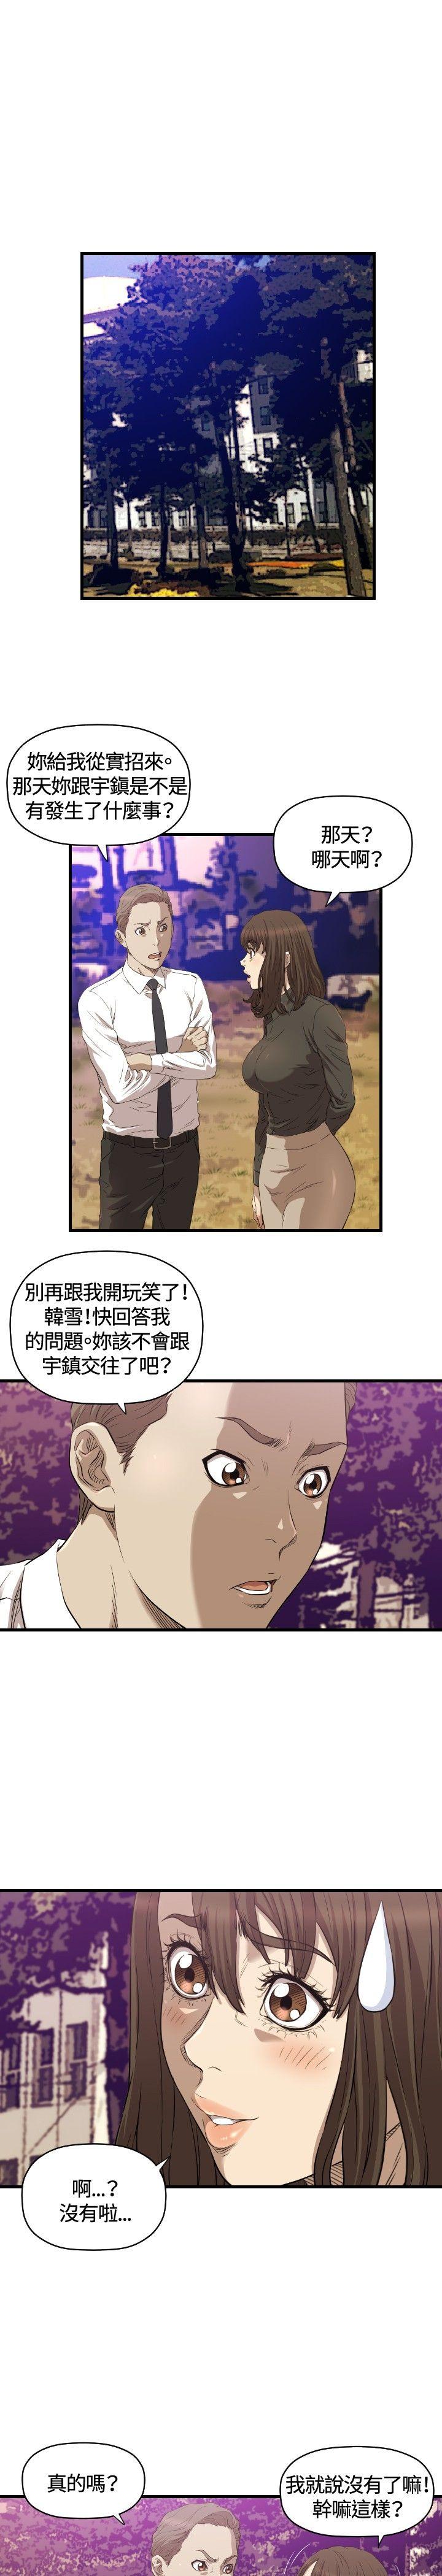 妳給我從實招來。
那天妳跟宇鎮是不是
有發生了什麼事？
那天？
哪天啊？
別再跟我開玩笑了！
韓雪！快回答我
的問題。妳該不會跟
宇鎮交往了吧？
啊...？
沒有啦...
真的嗎？
我就說沒有了嘛！
幹嘛這樣？